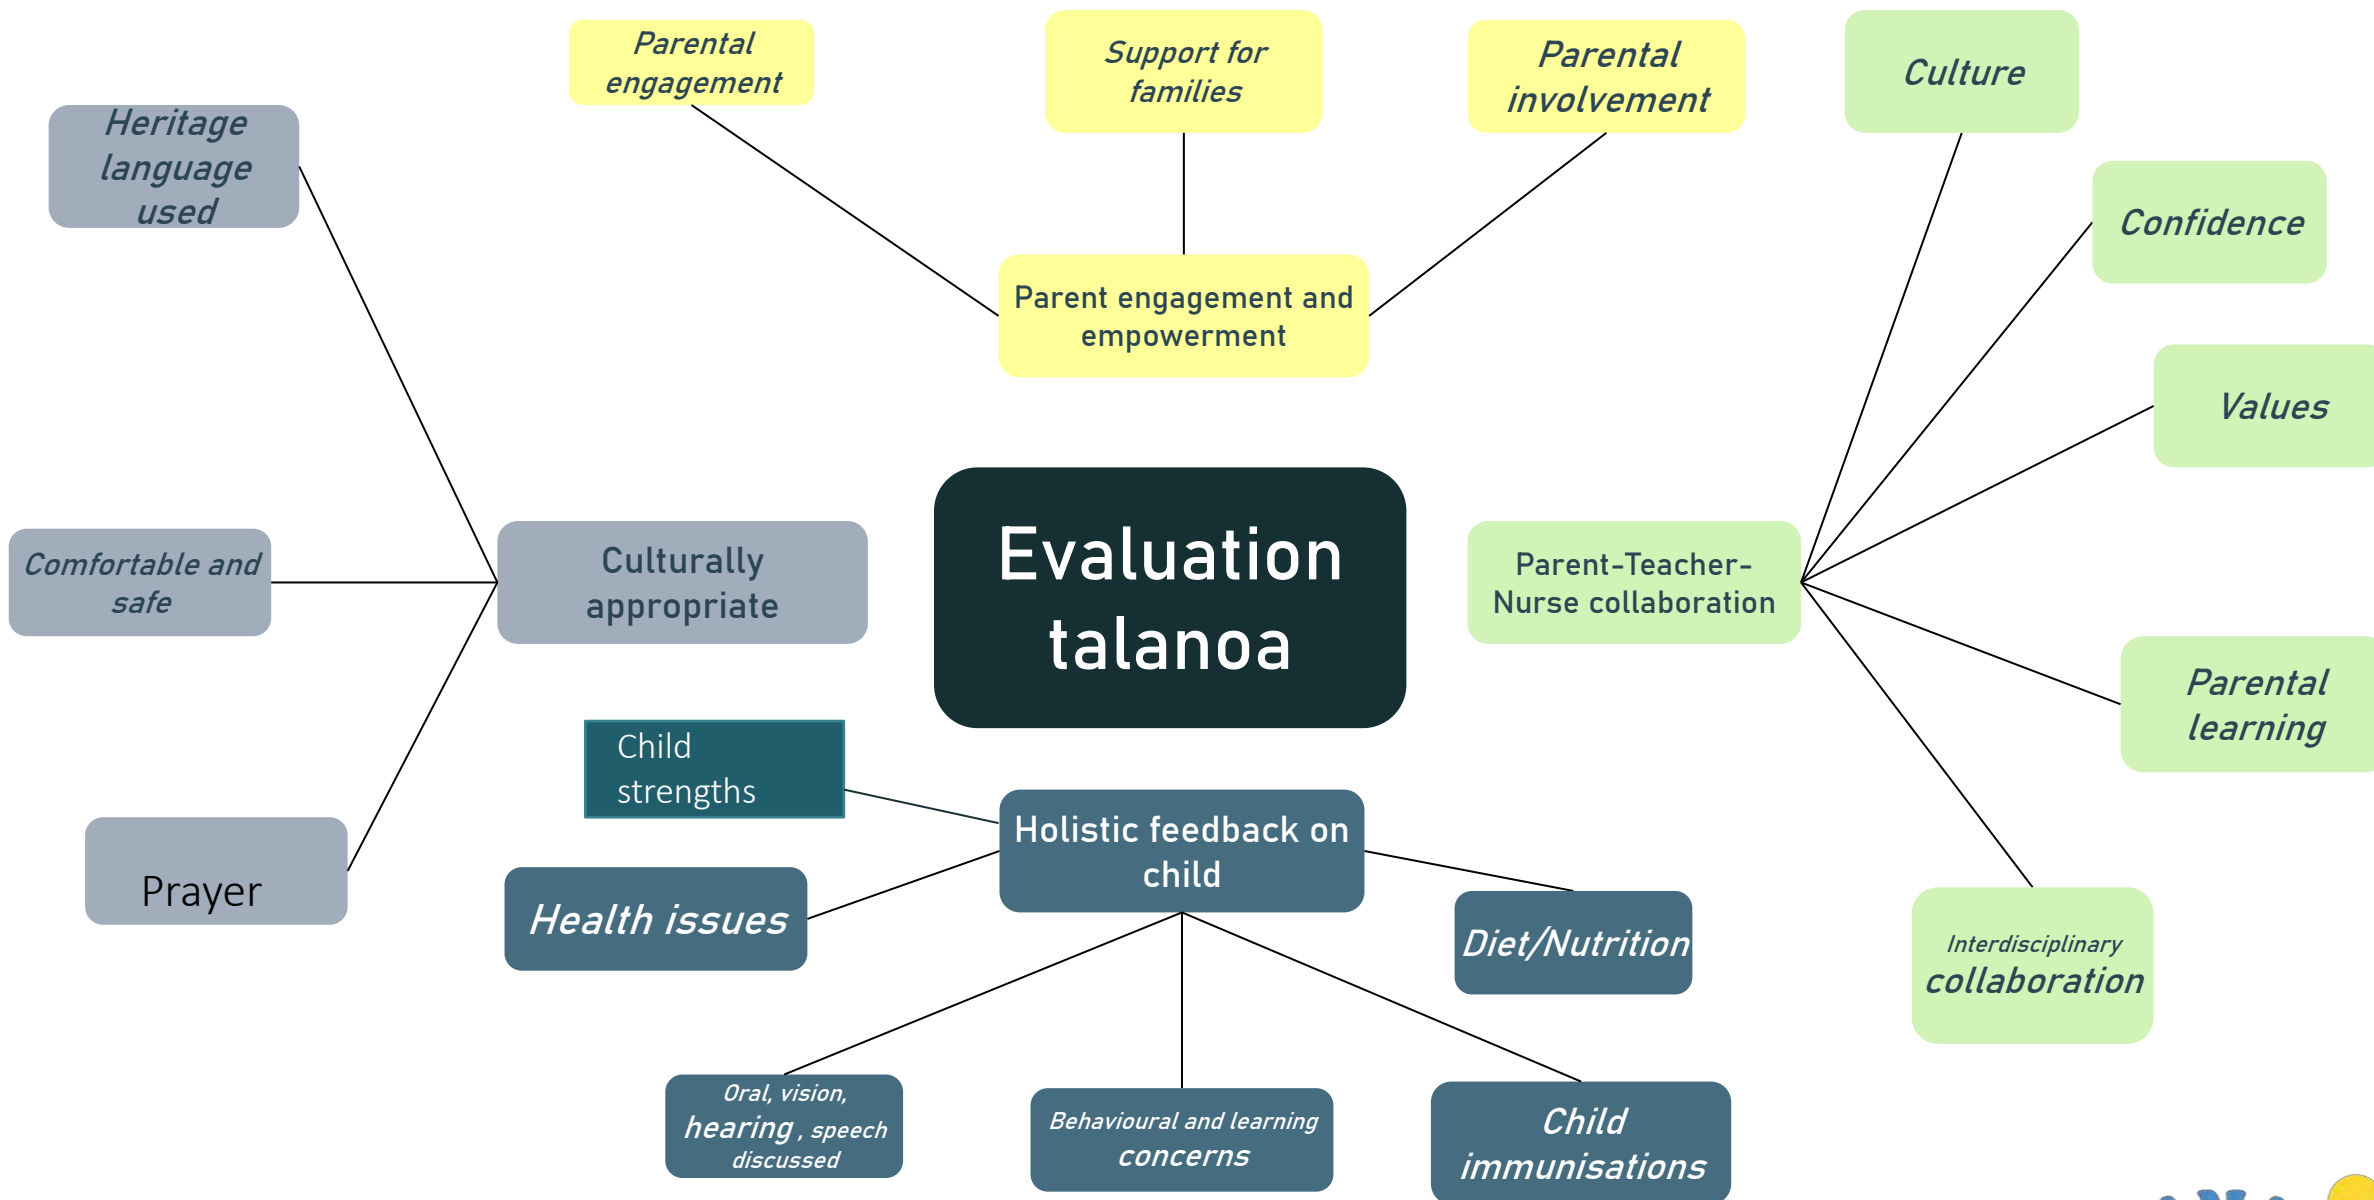 Parental
engagement
Support for
families
Parental
involvement
Culture
Heritage
language
used
Confidence
Parent engagement and
empowerment
Values
Comfortable and
safe
Culturally
appropriate
Evaluation
talanoa
Parent-Teacher-
Nurse collaboration
Parental
learning
Child
strengths
Holistic feedback on
child
Prayer
Health issues
Diet/Nutrition
Interdisciplinary
collaboration
Oral, vision,
hearing , speech
discussed
Behavioural and learning
concerns
Child
immunisations